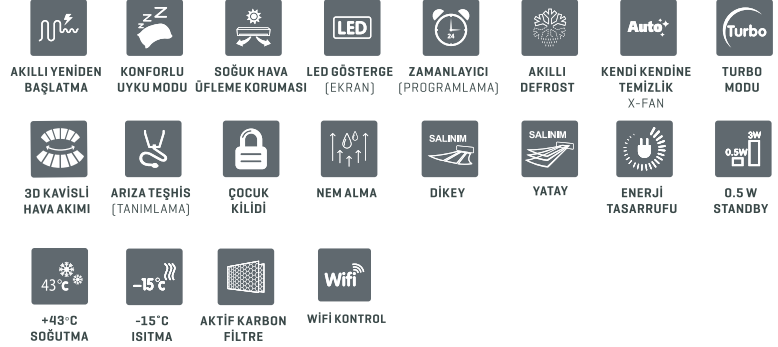 Z Z Z
LED
24
Auto
Turbo
AKILLI YENİDEN
BAŞLATMA
KONFORLU
UYKU MODU
SOĞUK HAVA
ÜFLEME KORUMASI
LED GÖSTERGE
(EKRAN)
ZAMANLAYICI
(PROGRAMLAMA)
AKILLI
DEFROST
KENDİ KENDİNE
TEMİZLİK
X-FAN
TURBO
MODU
SALINIM
SALINIM
3W
0.5W
3D KAVİSLİ
HAVA AKIMI
ARIZA TEŞHİS
(TANIMLAMA)
ÇOCUK
KİLİDİ
NEM ALMA
DİKEY
YATAY
ENERJİ
TASARRUFU
0.5 W
STANDBY
43°C
-15°C
Wifi
+43°C
SOĞUTMA
-15°C
ISITMA
AKTİF KARBON
FİLTRE
WİFİ KONTROL